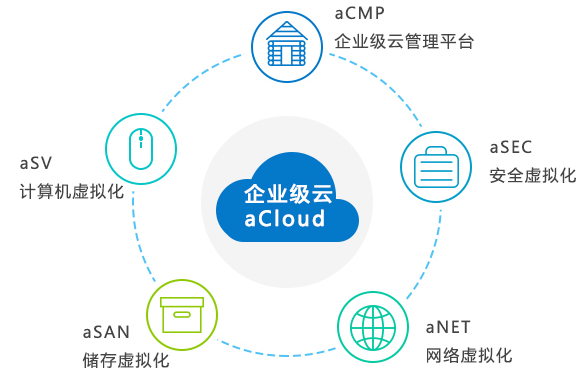 aCMP
企业级云管理平台
aSV
计算机虚拟化
aSEC
安全虚拟化
企业级云
aCloud
aSAN
储存虚拟化
aNET
网络虚拟化